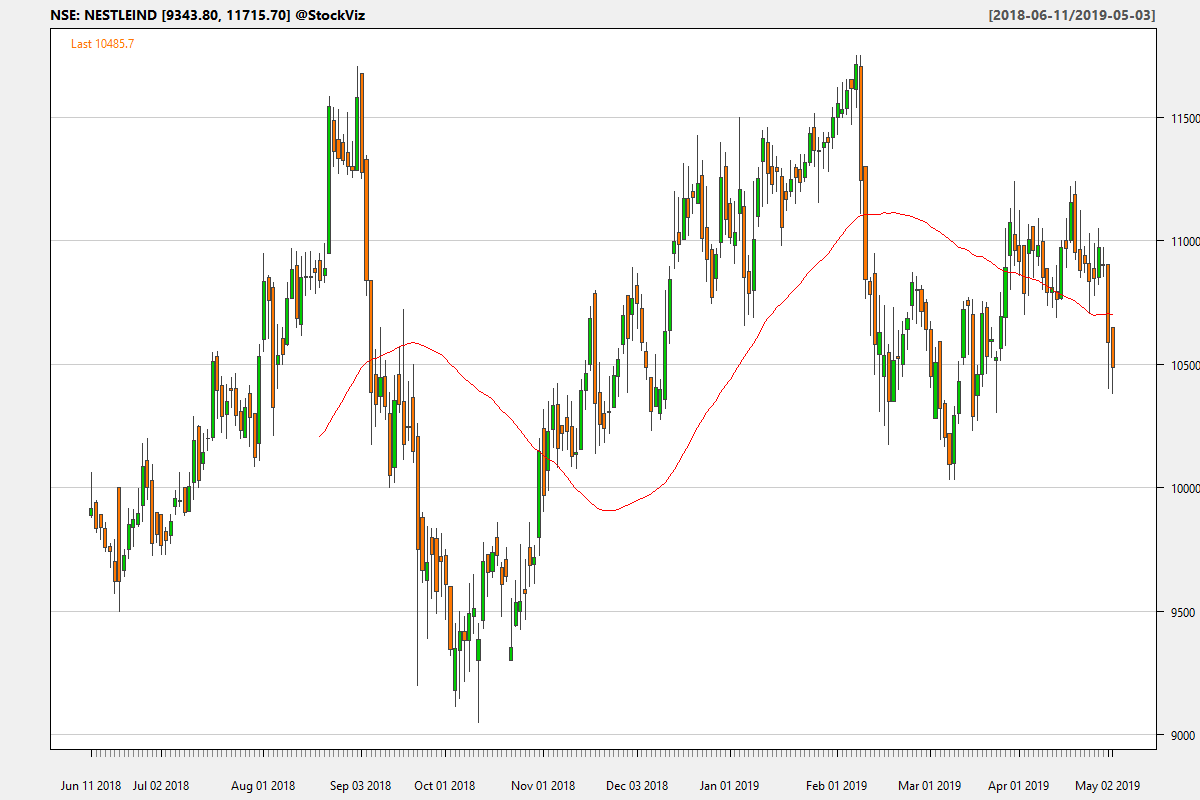 NSE: NESTLEIND [9343.80, 11715.70] @StockViz
[2018-06-11/2019-05-03]
Last 10485.7
11500
11000
10500
10000
9500
9000
Jun 11 2018 Jul 02 2018 Aug 01 2018 Sep 03 2018 Oct 01 2018 Nov 01 2018 Dec 03 2018 Jan 01 2019 Feb 01 2019 Mar 01 2019 Apr 01 2019 May 02 2019